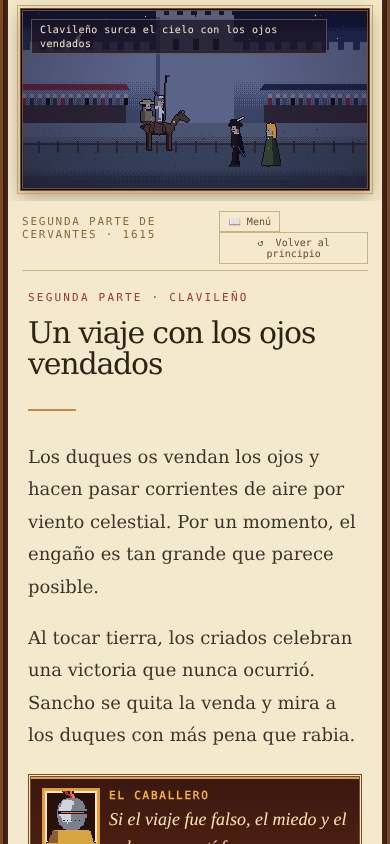 Clavileño surca el cielo con los ojos
vendados
SEGUNDA PARTE DE
CERVANTES · 1615
📖 Menú
↺ Volver al
principio
SEGUNDA PARTE · CLAVILEÑO
Un viaje con los ojos
vendados
Los duques os vendan los ojos y
hacen pasar corrientes de aire por
viento celestial. Por un momento, el
engaño es tan grande que parece
posible.
Al tocar tierra, los criados celebran
una victoria que nunca ocurrió.
Sancho se quita la venda y mira a
los duques con más pena que rabia.
EL CABALLERO
Si el viaje fue falso, el miedo y el